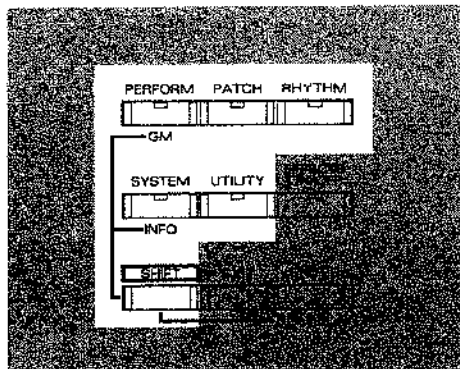 PERFORM PATCH RHYTHM
GM
SYSTEM UTILITY
INFO
SHIFT